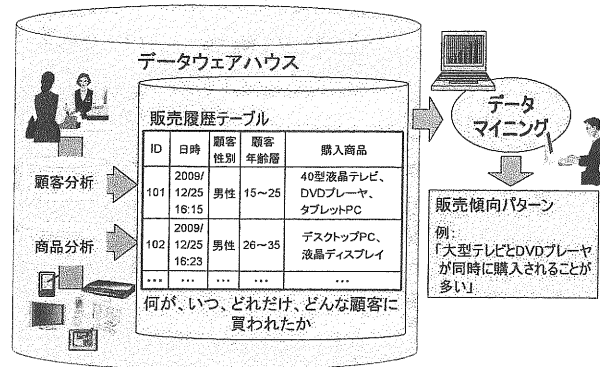 データウェアハウス
顧客分析
商品分析
販売履歴テーブル
ID 日時 顧客性別 顧客年齢層 購入商品
101 2009/12/25 16:15 男性 15~25 40型液晶テレビ、DVDプレーヤ、タブレットPC
102 2009/12/25 16:23 男性 26~35 デスクトップPC、液晶ディスプレイ
... ... ... ... ...
何が、いつ、どれだけ、どんな顧客に
買われたか
データ
マイニング
販売傾向パターン
例:
「大型テレビとDVDプレーヤ
が同時に購入されることが
多い」